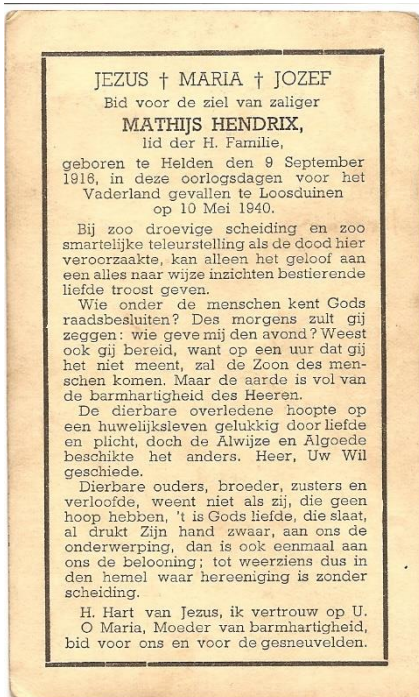 JEZUS † MARIA † JOZEF
Bid voor de ziel van zaliger
MATHIJS HENDRIX,
lid der H. Familie,
geboren te Helden den 9 September
1916, in deze oorlogsdagen voor het
Vaderland gevallen te Loosduinen
op 10 Mei 1940.
Bij zoo droevige scheiding en zoo
smartelijke teleurstelling als de dood hier
veroorzaakte, kan alleen het geloof aan
een alles naar wijze inzichten bestierende
liefde troost geven.
Wie onder de menschen kent Gods
raadsbesluiten? Des morgens zult gij
zeggen: wie geve mij den avond? Weest
ook gij bereid, want op een uur dat gij
het niet meent, zal de Zoon des men-
schen komen. Maar de aarde is vol van
de barmhartigheid des Heeren.
De dierbare overledene hoopte op
een huwelijksleven gelukkig door liefde
en plicht, doch de Alwijze en Algoede
beschikte het anders. Heer, Uw Wil
geschiede.
Dierbare ouders, broeder, zusters en
verloofde, weent niet als zij, die geen
hoop hebben, 't is Gods liefde, die slaat,
al drukt Zijn hand zwaar, aan ons de
onderwerping, dan is ook eenmaal aan
ons de belooning; tot weerziens dus in
den hemel waar hereeniging is zonder
scheiding.
H. Hart van Jezus, ik vertrouw op U.
O Maria, Moeder van barmhartigheid,
bid voor ons en voor de gesneuvelden.